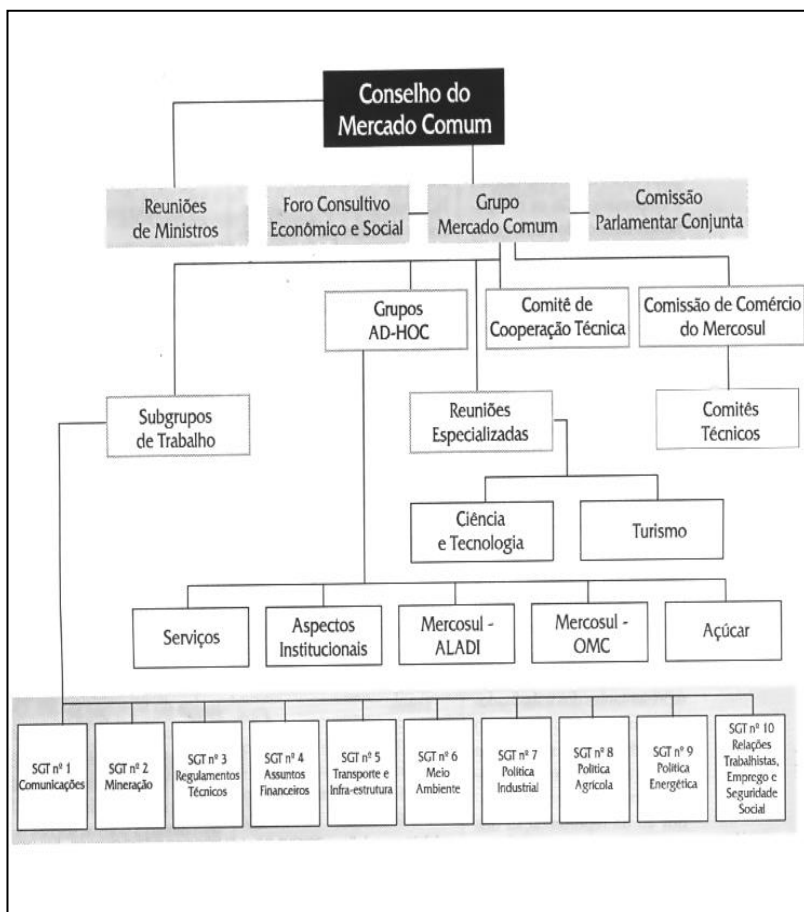 Conselho do
Mercado Comum
Reuniões
de Ministros
Foro Consultivo
Econômico e Social
Grupo
Mercado Comum
Comissão
Parlamentar Conjunta
Grupos
AD-HOC
Comitê de
Cooperação Técnica
Comissão de Comércio
do Mercosul
Subgrupos
de Trabalho
Reuniões
Especializadas
Comitês
Técnicos
Ciência
e Tecnologia
Turismo
Serviços
Aspectos
Institucionais
Mercosul -
ALADI
Mercosul -
OMC
Açúcar
SGT nº 1
Comunicações
SGT nº 2
Mineração
SGT nº 3
Regulamentos
Técnicos
SGT nº 4
Assuntos
Financeiros
SGT nº 5
Transporte e
Infra-estrutura
SGT nº 6
Meio
Ambiente
SGT nº 7
Política
Industrial
SGT nº 8
Política
Agrícola
SGT nº 9
Política
Energética
SGT nº 10
Relações
Trabalhistas,
Emprego e
Seguridade
Social